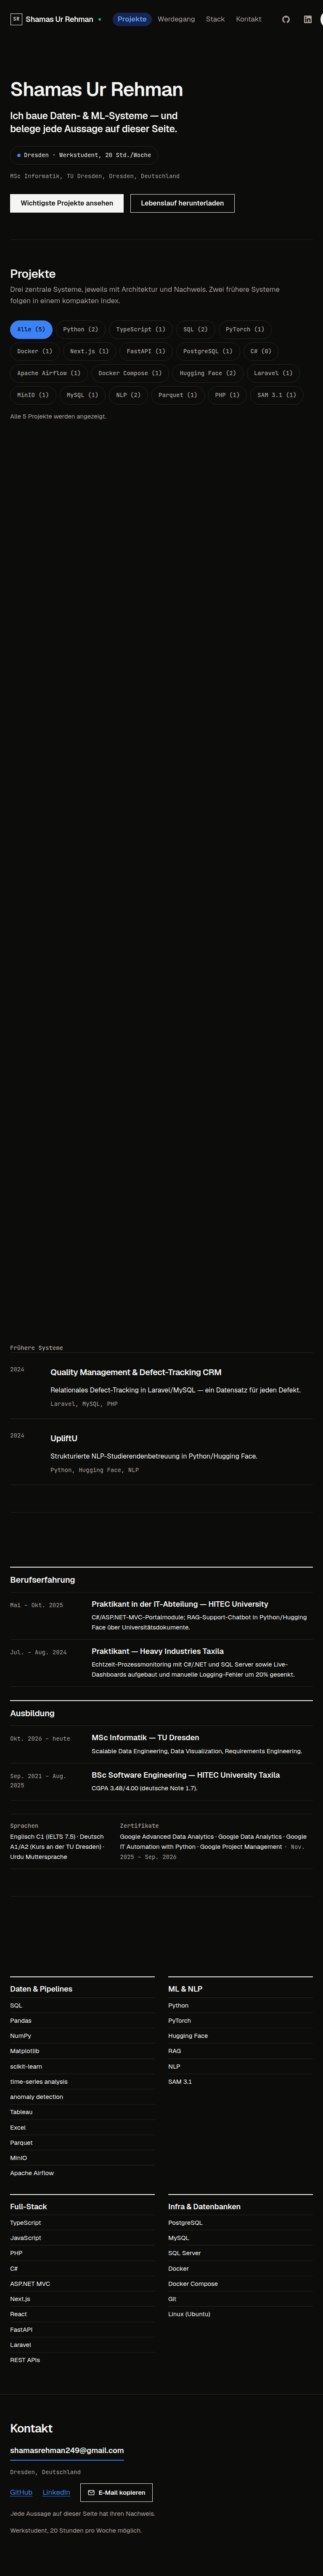 SR Shamas Ur Rehman Projekte Werdegang Stack Kontakt
Shamas Ur Rehman
Ich baue Daten- & ML-Systeme — und
belege jede Aussage auf dieser Seite.
Dresden · Werkstudent, 20 Std./Woche
MSc Informatik, TU Dresden, Dresden, Deutschland
Wichtigste Projekte ansehen Lebenslauf herunterladen
Projekte
Drei zentrale Systeme, jeweils mit Architektur und Nachweis. Zwei frühere Systeme
folgen in einem kompakten Index.
Alle (5) Python (2) TypeScript (1) SQL (2) PyTorch (1)
Docker (1) Next.js (1) FastAPI (1) PostgreSQL (1) C# (0)
Apache Airflow (1) Docker Compose (1) Hugging Face (2) Laravel (1)
MinIO (1) MySQL (1) NLP (2) Parquet (1) PHP (1) SAM 3.1 (1)
Alle 5 Projekte werden angezeigt.
Frühere Systeme
2024 Quality Management & Defect-Tracking CRM
Relationales Defect-Tracking in Laravel/MySQL — ein Datensatz für jeden Defekt.
Laravel, MySQL, PHP
2024 UpliftU
Strukturierte NLP-Studierendenbetreuung in Python/Hugging Face.
Python, Hugging Face, NLP
Berufserfahrung
Mai – Okt. 2025 Praktikant in der IT-Abteilung — HITEC University
C#/ASP.NET-MVC-Portalmodule; RAG-Support-Chatbot in Python/Hugging
Face über Universitätsdokumente.
Jul. – Aug. 2024 Praktikant — Heavy Industries Taxila
Echtzeit-Prozessmonitoring mit C#/.NET und SQL Server sowie Live-
Dashboards aufgebaut und manuelle Logging-Fehler um 20% gesenkt.
Ausbildung
Okt. 2026 – heute MSc Informatik — TU Dresden
Scalable Data Engineering, Data Visualization, Requirements Engineering.
Sep. 2021 – Aug.
2025
BSc Software Engineering — HITEC University Taxila
CGPA 3.48/4.00 (deutsche Note 1.7).
Sprachen
Englisch C1 (IELTS 7.5) · Deutsch
A1/A2 (Kurs an der TU Dresden) ·
Urdu Muttersprache
Zertifikate
Google Advanced Data Analytics · Google Data Analytics · Google
IT Automation with Python · Google Project Management · Nov.
2025 – Sep. 2026
Daten & Pipelines
SQL
Pandas
NumPy
Matplotlib
scikit-learn
time-series analysis
anomaly detection
Tableau
Excel
Parquet
MinIO
Apache Airflow
ML & NLP
Python
PyTorch
Hugging Face
RAG
NLP
SAM 3.1
Full-Stack
TypeScript
JavaScript
PHP
C#
ASP.NET MVC
Next.js
React
FastAPI
Laravel
REST APIs
Infra & Datenbanken
PostgreSQL
MySQL
SQL Server
Docker
Docker Compose
Git
Linux (Ubuntu)
Kontakt
shamasrehman249@gmail.com
Dresden, Deutschland
GitHub LinkedIn E-Mail kopieren
Jede Aussage auf dieser Seite hat ihren Nachweis.
Werkstudent, 20 Stunden pro Woche möglich.